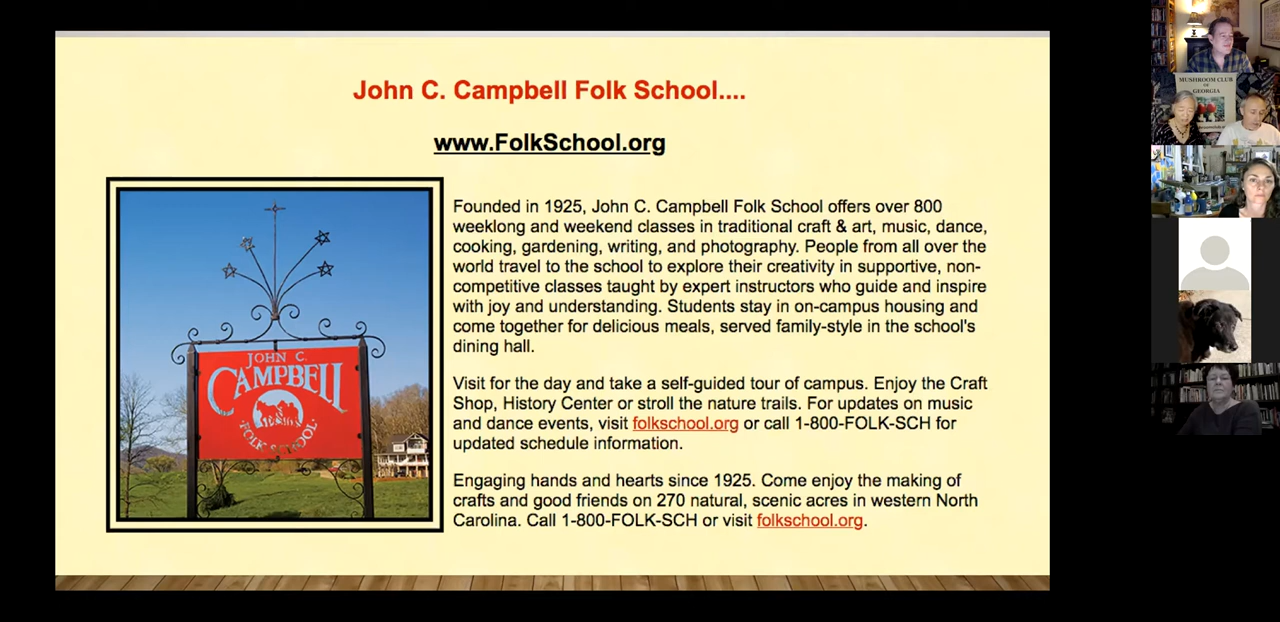 John C. Campbell Folk School....
www.FolkSchool.org
JOHN C.
CAMPBELL
FOLK SCHOOL
Founded in 1925, John C. Campbell Folk School offers over 800
weeklong and weekend classes in traditional craft & art, music, dance,
cooking, gardening, writing, and photography. People from all over the
world travel to the school to explore their creativity in supportive, non-
competitive classes taught by expert instructors who guide and inspire
with joy and understanding. Students stay in on-campus housing and
come together for delicious meals, served family-style in the school's
dining hall.
Visit for the day and take a self-guided tour of campus. Enjoy the Craft
Shop, History Center or stroll the nature trails. For updates on music
and dance events, visit folkschool.org or call 1-800-FOLK-SCH for
updated schedule information.
Engaging hands and hearts since 1925. Come enjoy the making of
crafts and good friends on 270 natural, scenic acres in western North
Carolina. Call 1-800-FOLK-SCH or visit folkschool.org.
MUSHROOM CLUB
OF
GEORGIA